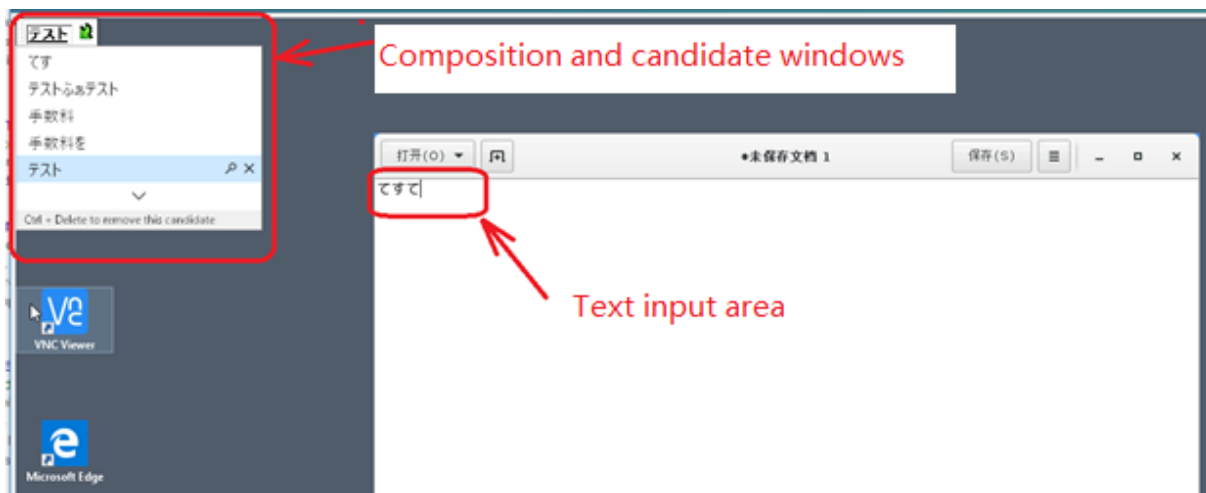 テスト
てす
テストふぁテスト
手数料
手数料を
テスト
Ctrl + Delete to remove this candidate
Composition and candidate windows
打开(O)
•未保存文档 1
保存(S)
てすて
Text input area
VNC Viewer
Microsoft Edge